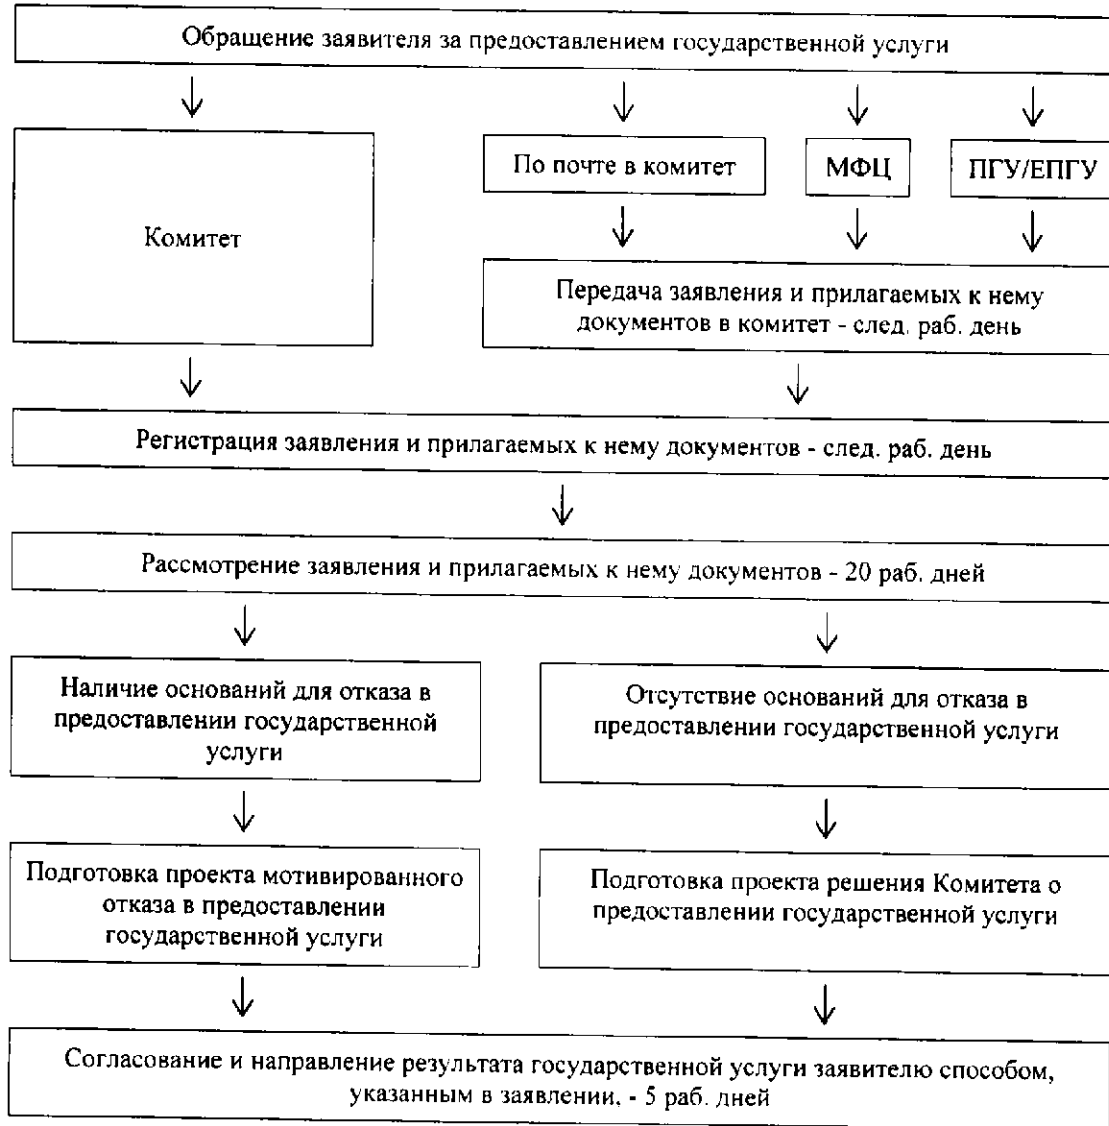 Обращение заявителя за предоставлением государственной услуги
По почте в комитет
МФЦ
ПГУ/ЕПГУ
Комитет
Передача заявления и прилагаемых к нему
документов в комитет - след. раб. день
Регистрация заявления и прилагаемых к нему документов - след. раб. день
Рассмотрение заявления и прилагаемых к нему документов - 20 раб. дней
Наличие оснований для отказа в
предоставлении государственной
услуги
Отсутствие оснований для отказа в
предоставлении государственной услуги
Подготовка проекта мотивированного
отказа в предоставлении
государственной услуги
Подготовка проекта решения Комитета о
предоставлении государственной услуги
Согласование и направление результата государственной услуги заявителю способом,
указанным в заявлении, - 5 раб. дней